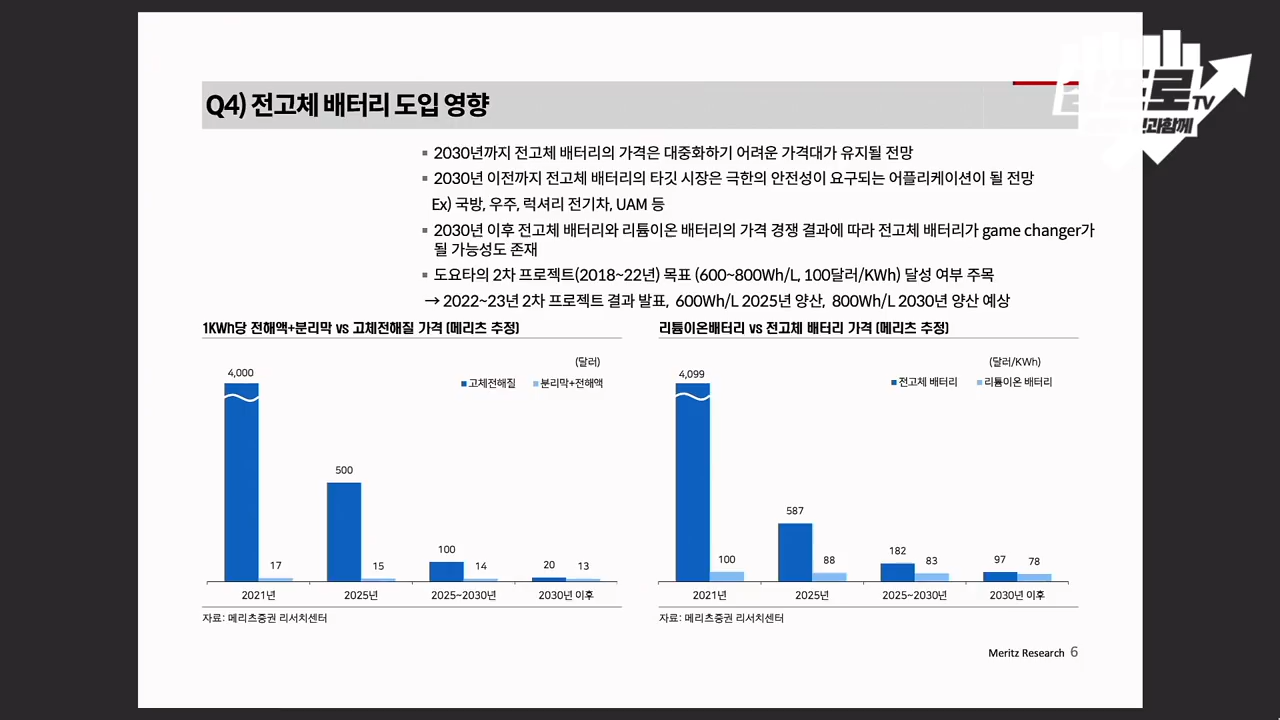 Q4) 전고체 배터리 도입 영향
프로TV
과함께
▪ 2030년까지 전고체 배터리의 가격은 대중화하기 어려운 가격대가 유지될 전망
▪ 2030년 이전까지 전고체 배터리의 타깃 시장은 극한의 안전성이 요구되는 어플리케이션이 될 전망
Ex) 국방, 우주, 럭셔리 전기차, UAM 등
▪ 2030년 이후 전고체 배터리와 리튬이온 배터리의 가격 경쟁 결과에 따라 전고체 배터리가 game changer가
될 가능성도 존재
▪ 도요타의 2차 프로젝트(2018~22년) 목표 (600~800Wh/L, 100달러/KWh) 달성 여부 주목
→ 2022~23년 2차 프로젝트 결과 발표, 600Wh/L 2025년 양산, 800Wh/L 2030년 양산 예상
1KWh당 전해액+분리막 vs 고체전해질 가격 (메리츠 추정)
(달러)
고체전해질 분리막+전해액
4,000
17
500
15
100
14
20
13
2021년 2025년 2025~2030년 2030년 이후
자료: 메리츠증권 리서치센터
리튬이온배터리 vs 전고체 배터리 가격 (메리츠 추정)
(달러/KWh)
전고체 배터리 리튬이온 배터리
4,099
100
587
88
182
83
97
78
2021년 2025년 2025~2030년 2030년 이후
자료: 메리츠증권 리서치센터
Meritz Research 6